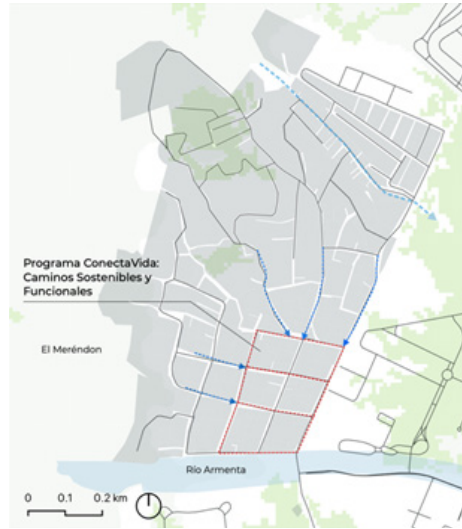 Programa ConectaVida:
Caminos Sostenibles y
Funcionales
El Meréndon
Río Armenta
0 0.1 0.2 km